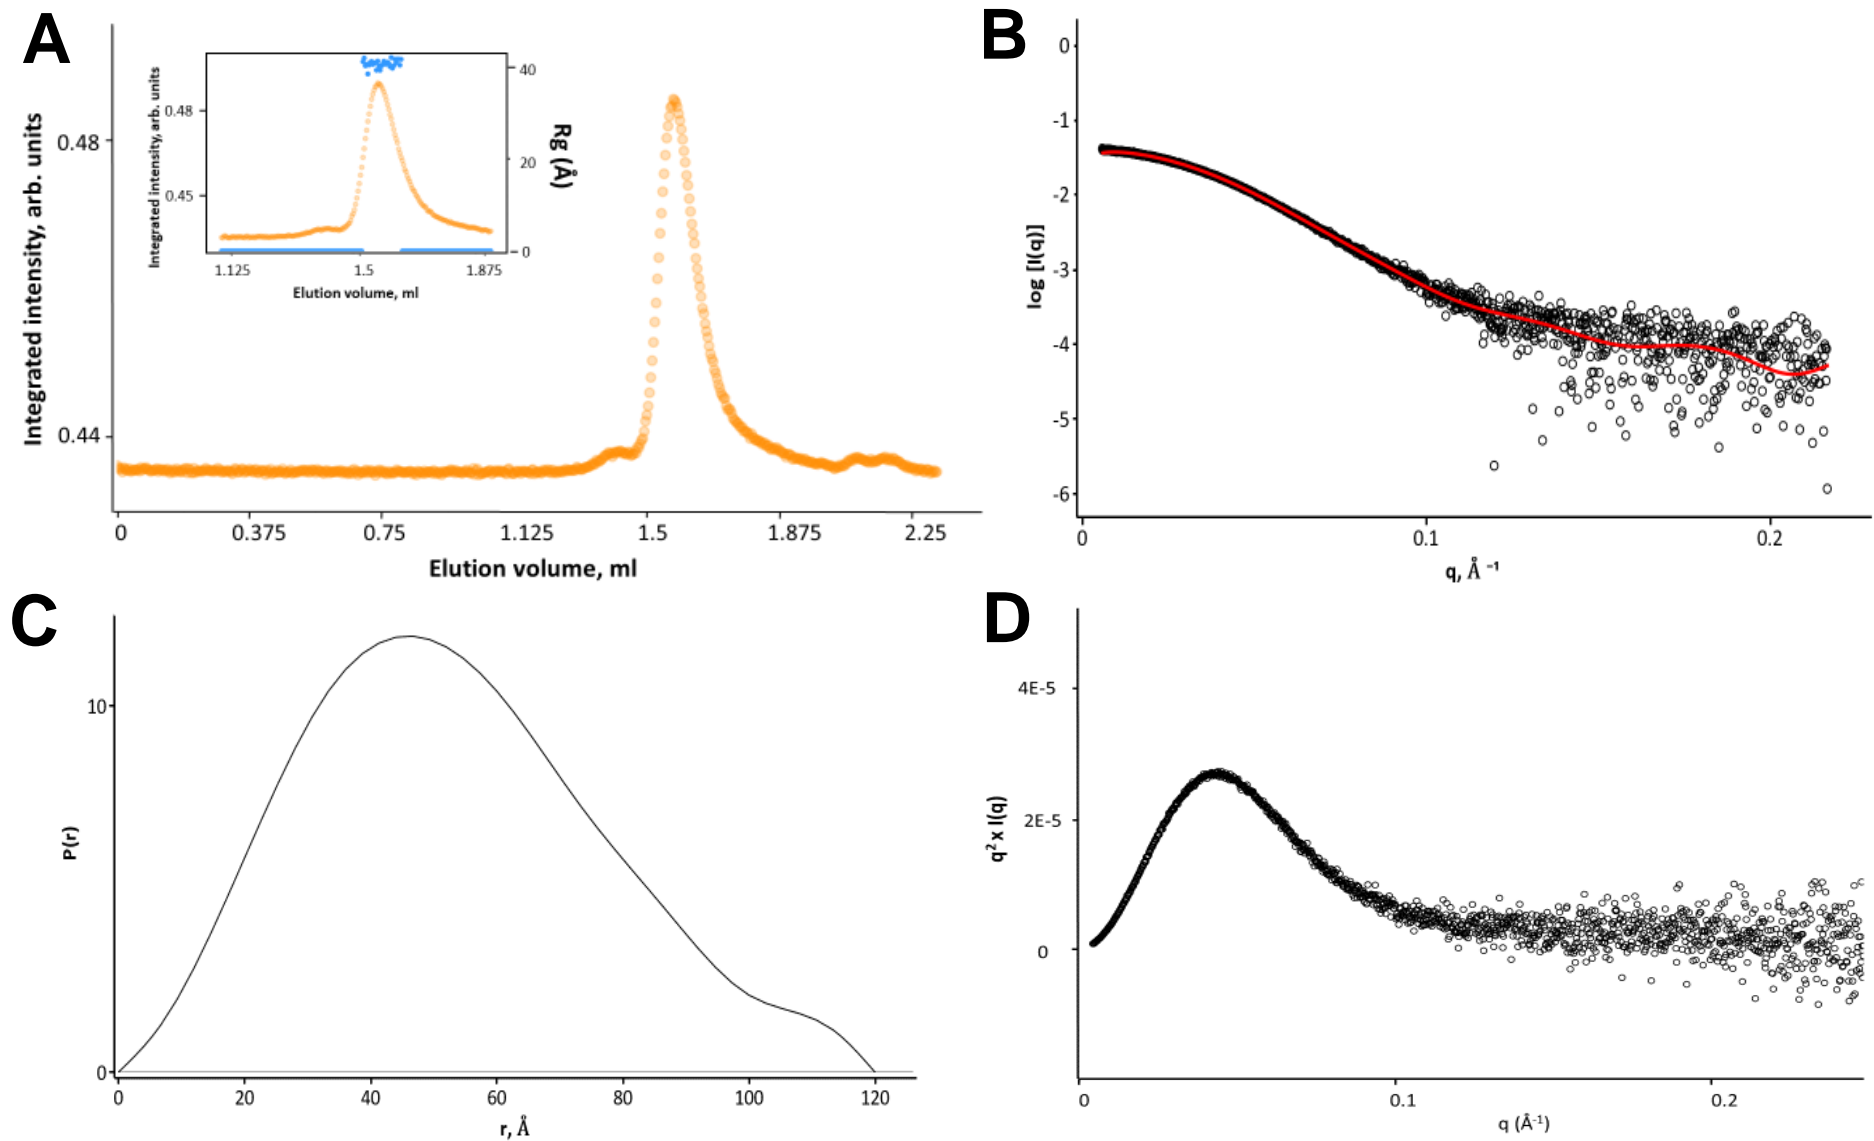 A
Integrated intensity, arb. units
0.48
0.44
0
0.375
0.75
1.125
1.5
1.875
2.25
Elution volume, ml
Integrated intensity, arb. units
0.48
0.45
40
20
0
Rg (Å)
1.125
1.5
1.875
Elution volume, ml
B
log [I(q)]
0
-1
-2
-3
-4
-5
-6
0
0.1
0.2
q, Å ⁻¹
C
P(r)
10
0
0
20
40
60
80
100
120
r, Å
D
q² x I(q)
4E-5
2E-5
0
0
0.1
0.2
q (Å⁻¹)